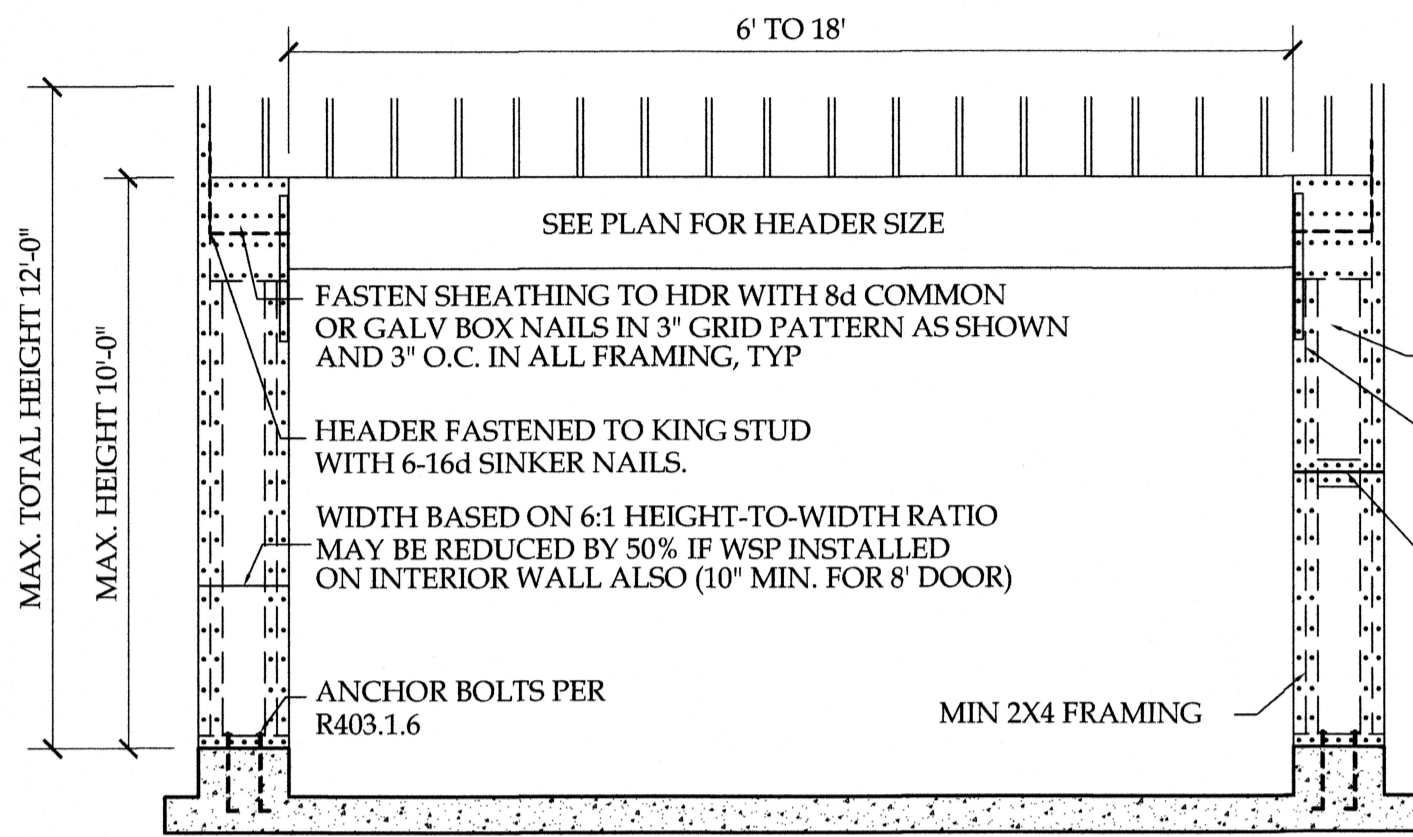 6' TO 18'
MAX. TOTAL HEIGHT 12'-0"
MAX. HEIGHT 10'-0"
SEE PLAN FOR HEADER SIZE
FASTEN SHEATHING TO HDR WITH 8d COMMON
OR GALV BOX NAILS IN 3" GRID PATTERN AS SHOWN
AND 3" O.C. IN ALL FRAMING, TYP
HEADER FASTENED TO KING STUD
WITH 6-16d SINKER NAILS.
WIDTH BASED ON 6:1 HEIGHT-TO-WIDTH RATIO
MAY BE REDUCED BY 50% IF WSP INSTALLED
ON INTERIOR WALL ALSO (10" MIN. FOR 8' DOOR)
ANCHOR BOLTS PER
R403.1.6
MIN 2X4 FRAMING